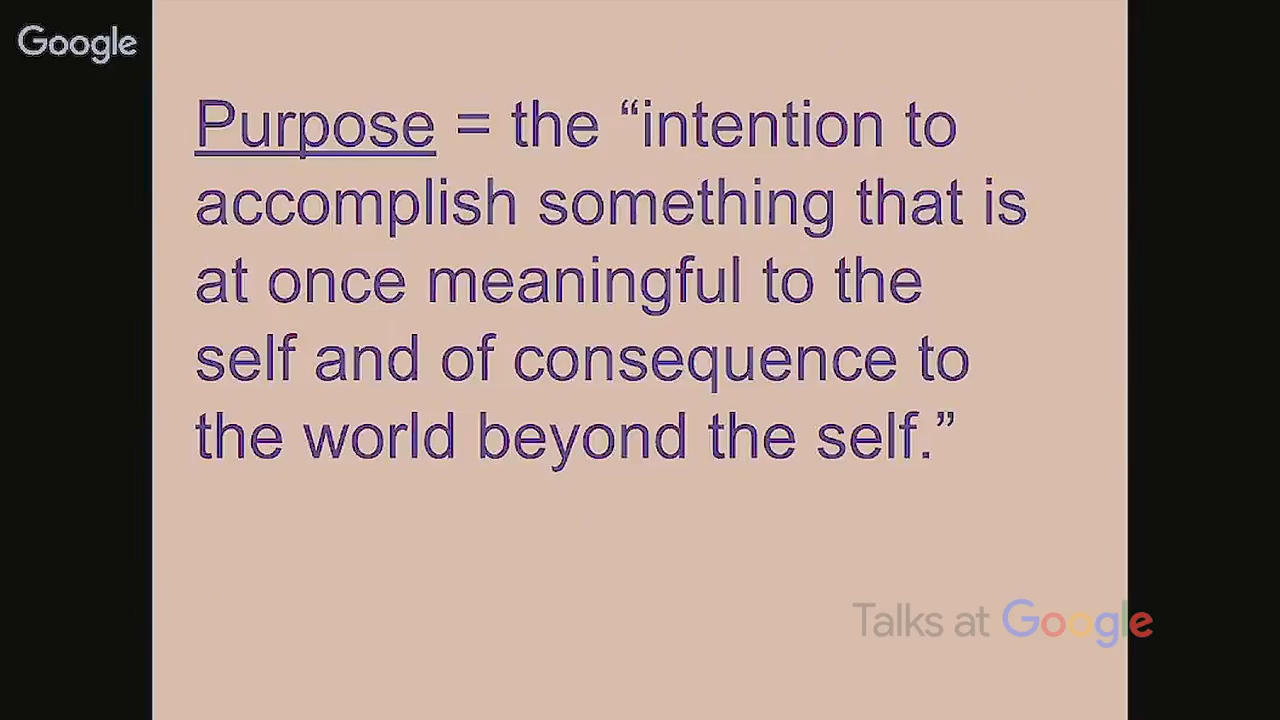 Google
Purpose = the “intention to
accomplish something that is
at once meaningful to the
self and of consequence to
the world beyond the self.”
Talks at Google